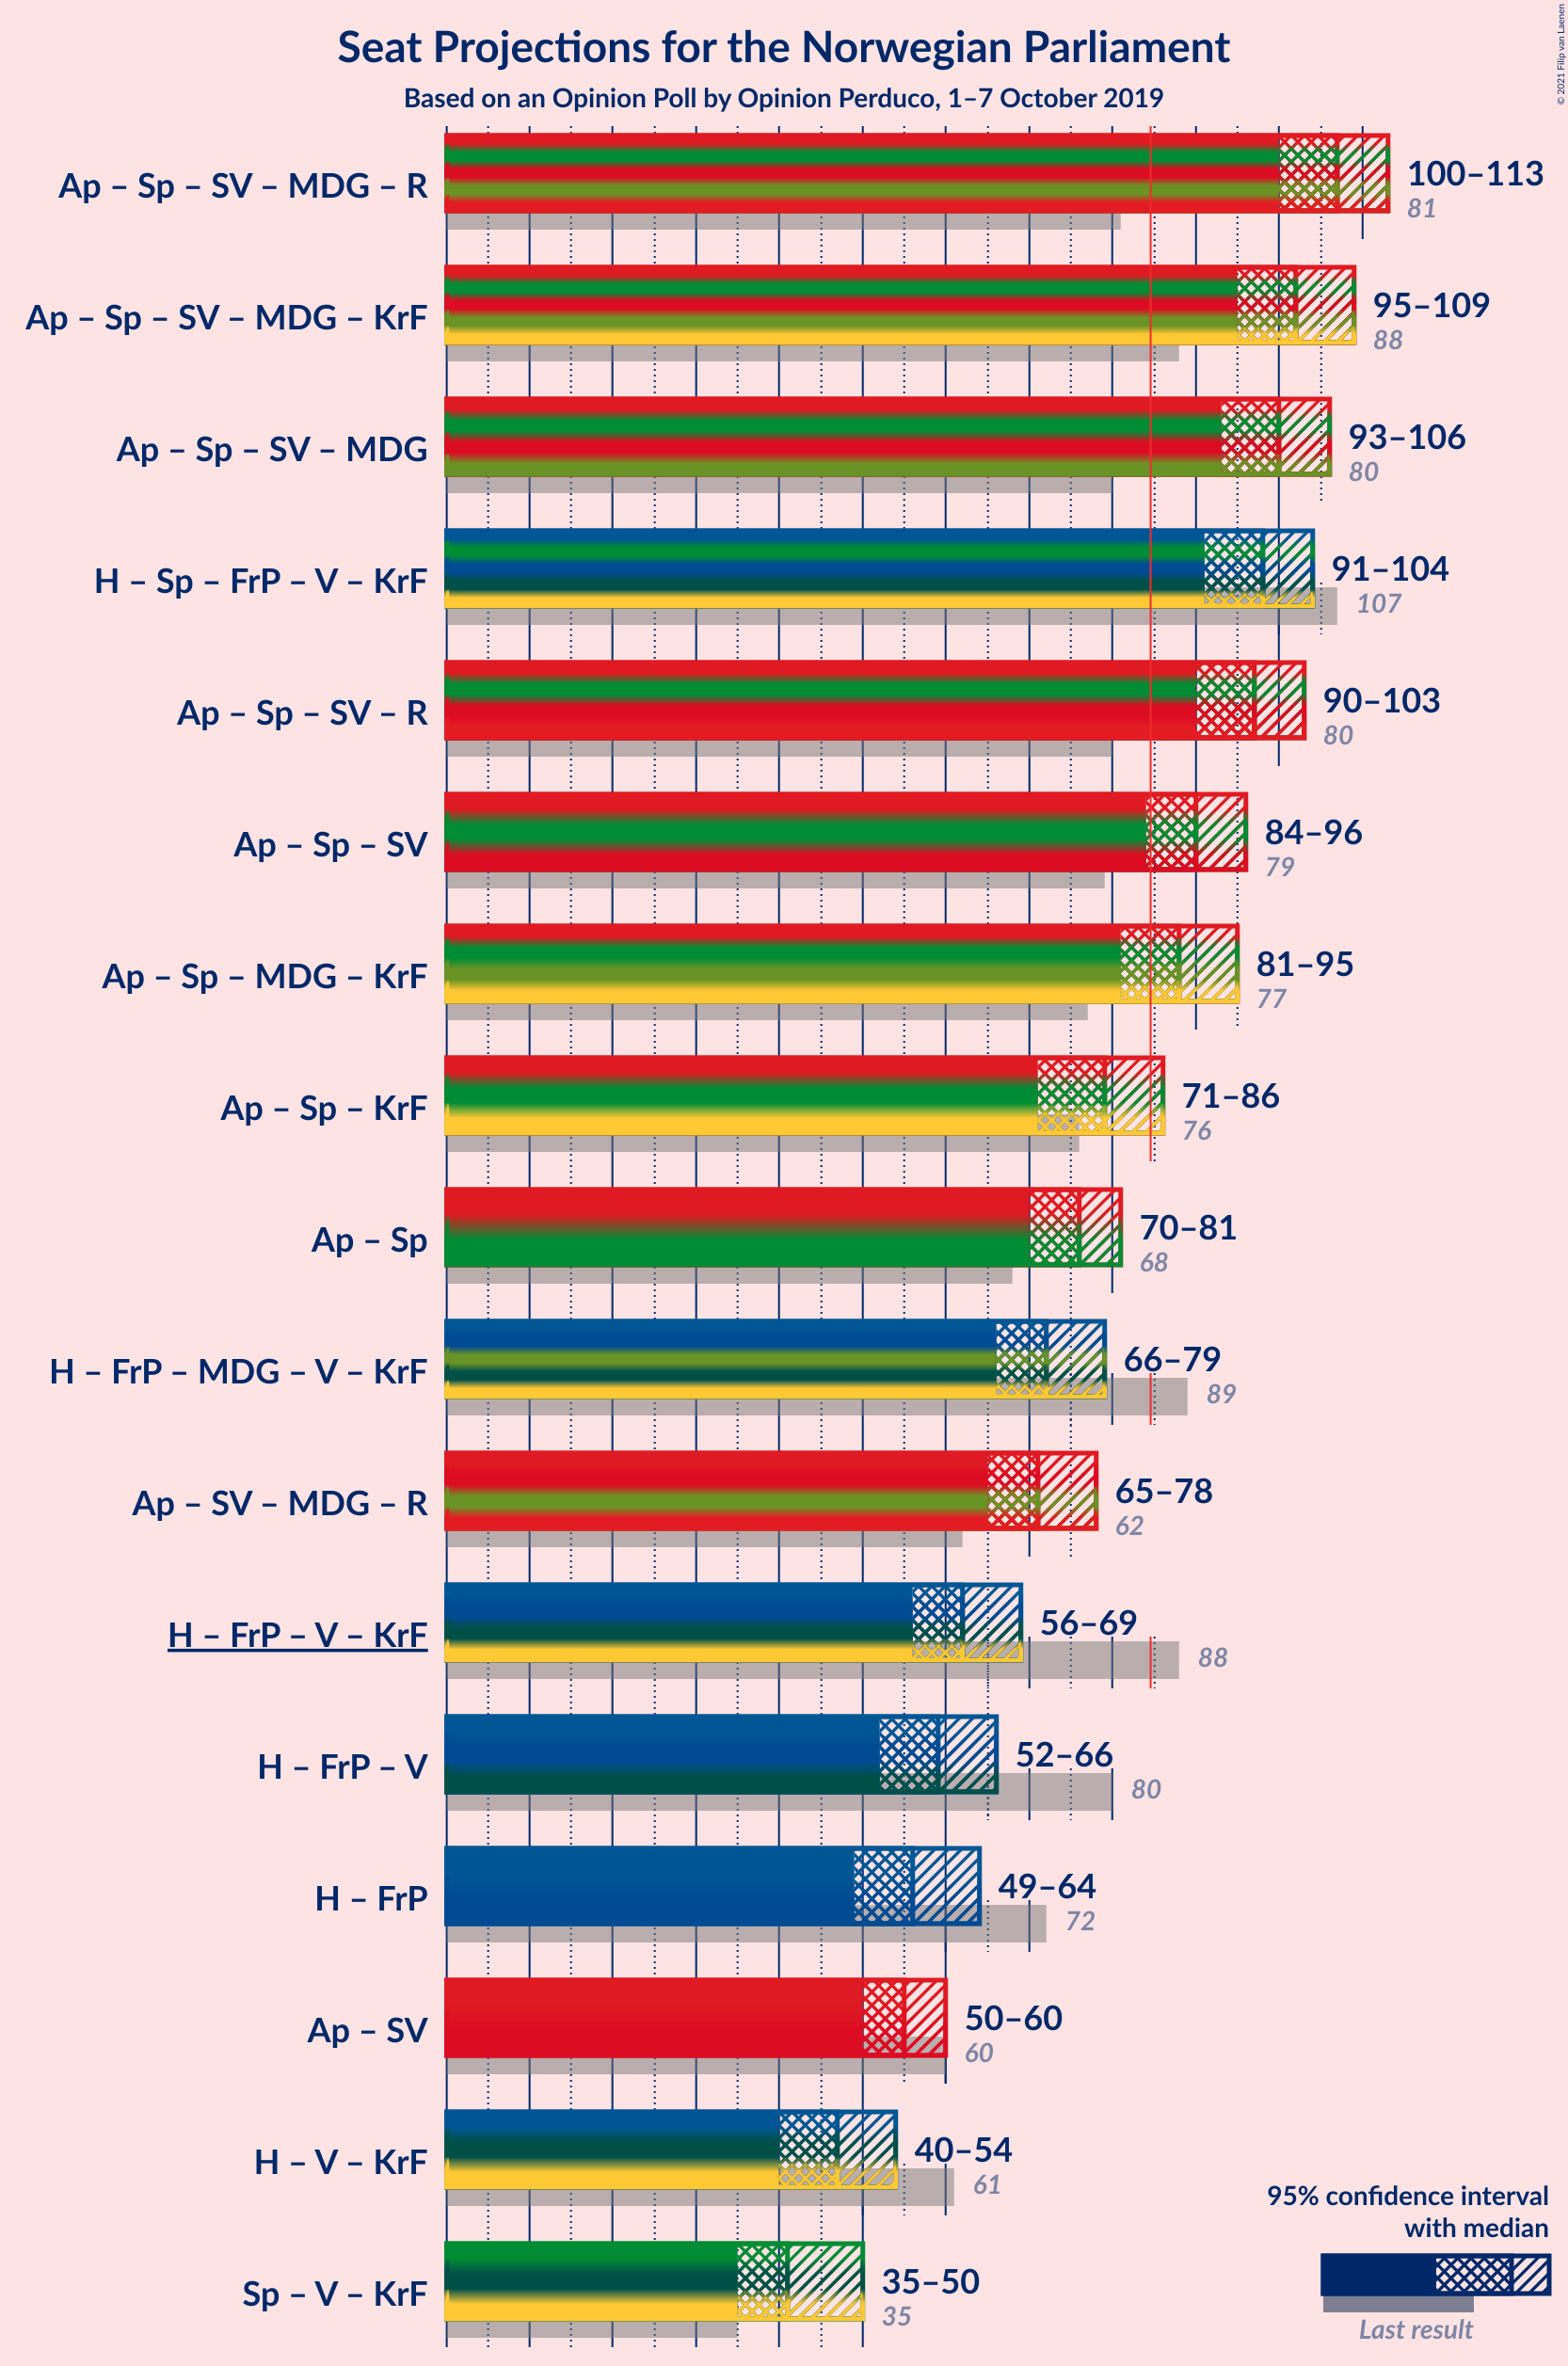 Seat Projections for the Norwegian Parliament
Based on an Opinion Poll by Opinion Perduco, 1–7 October 2019
© 2021 Filip van Laenen
Ap – Sp – SV – MDG – R
100–113
81
Ap – Sp – SV – MDG – KrF
95–109
88
Ap – Sp – SV – MDG
93–106
80
H – Sp – FrP – V – KrF
91–104
107
Ap – Sp – SV – R
90–103
80
Ap – Sp – SV
84–96
79
Ap – Sp – MDG – KrF
81–95
77
Ap – Sp – KrF
71–86
76
Ap – Sp
70–81
68
H – FrP – MDG – V – KrF
66–79
89
Ap – SV – MDG – R
65–78
62
H – FrP – V – KrF
56–69
88
H – FrP – V
52–66
80
H – FrP
49–64
72
Ap – SV
50–60
60
H – V – KrF
40–54
61
Sp – V – KrF
35–50
35
95% confidence interval
with median
Last result